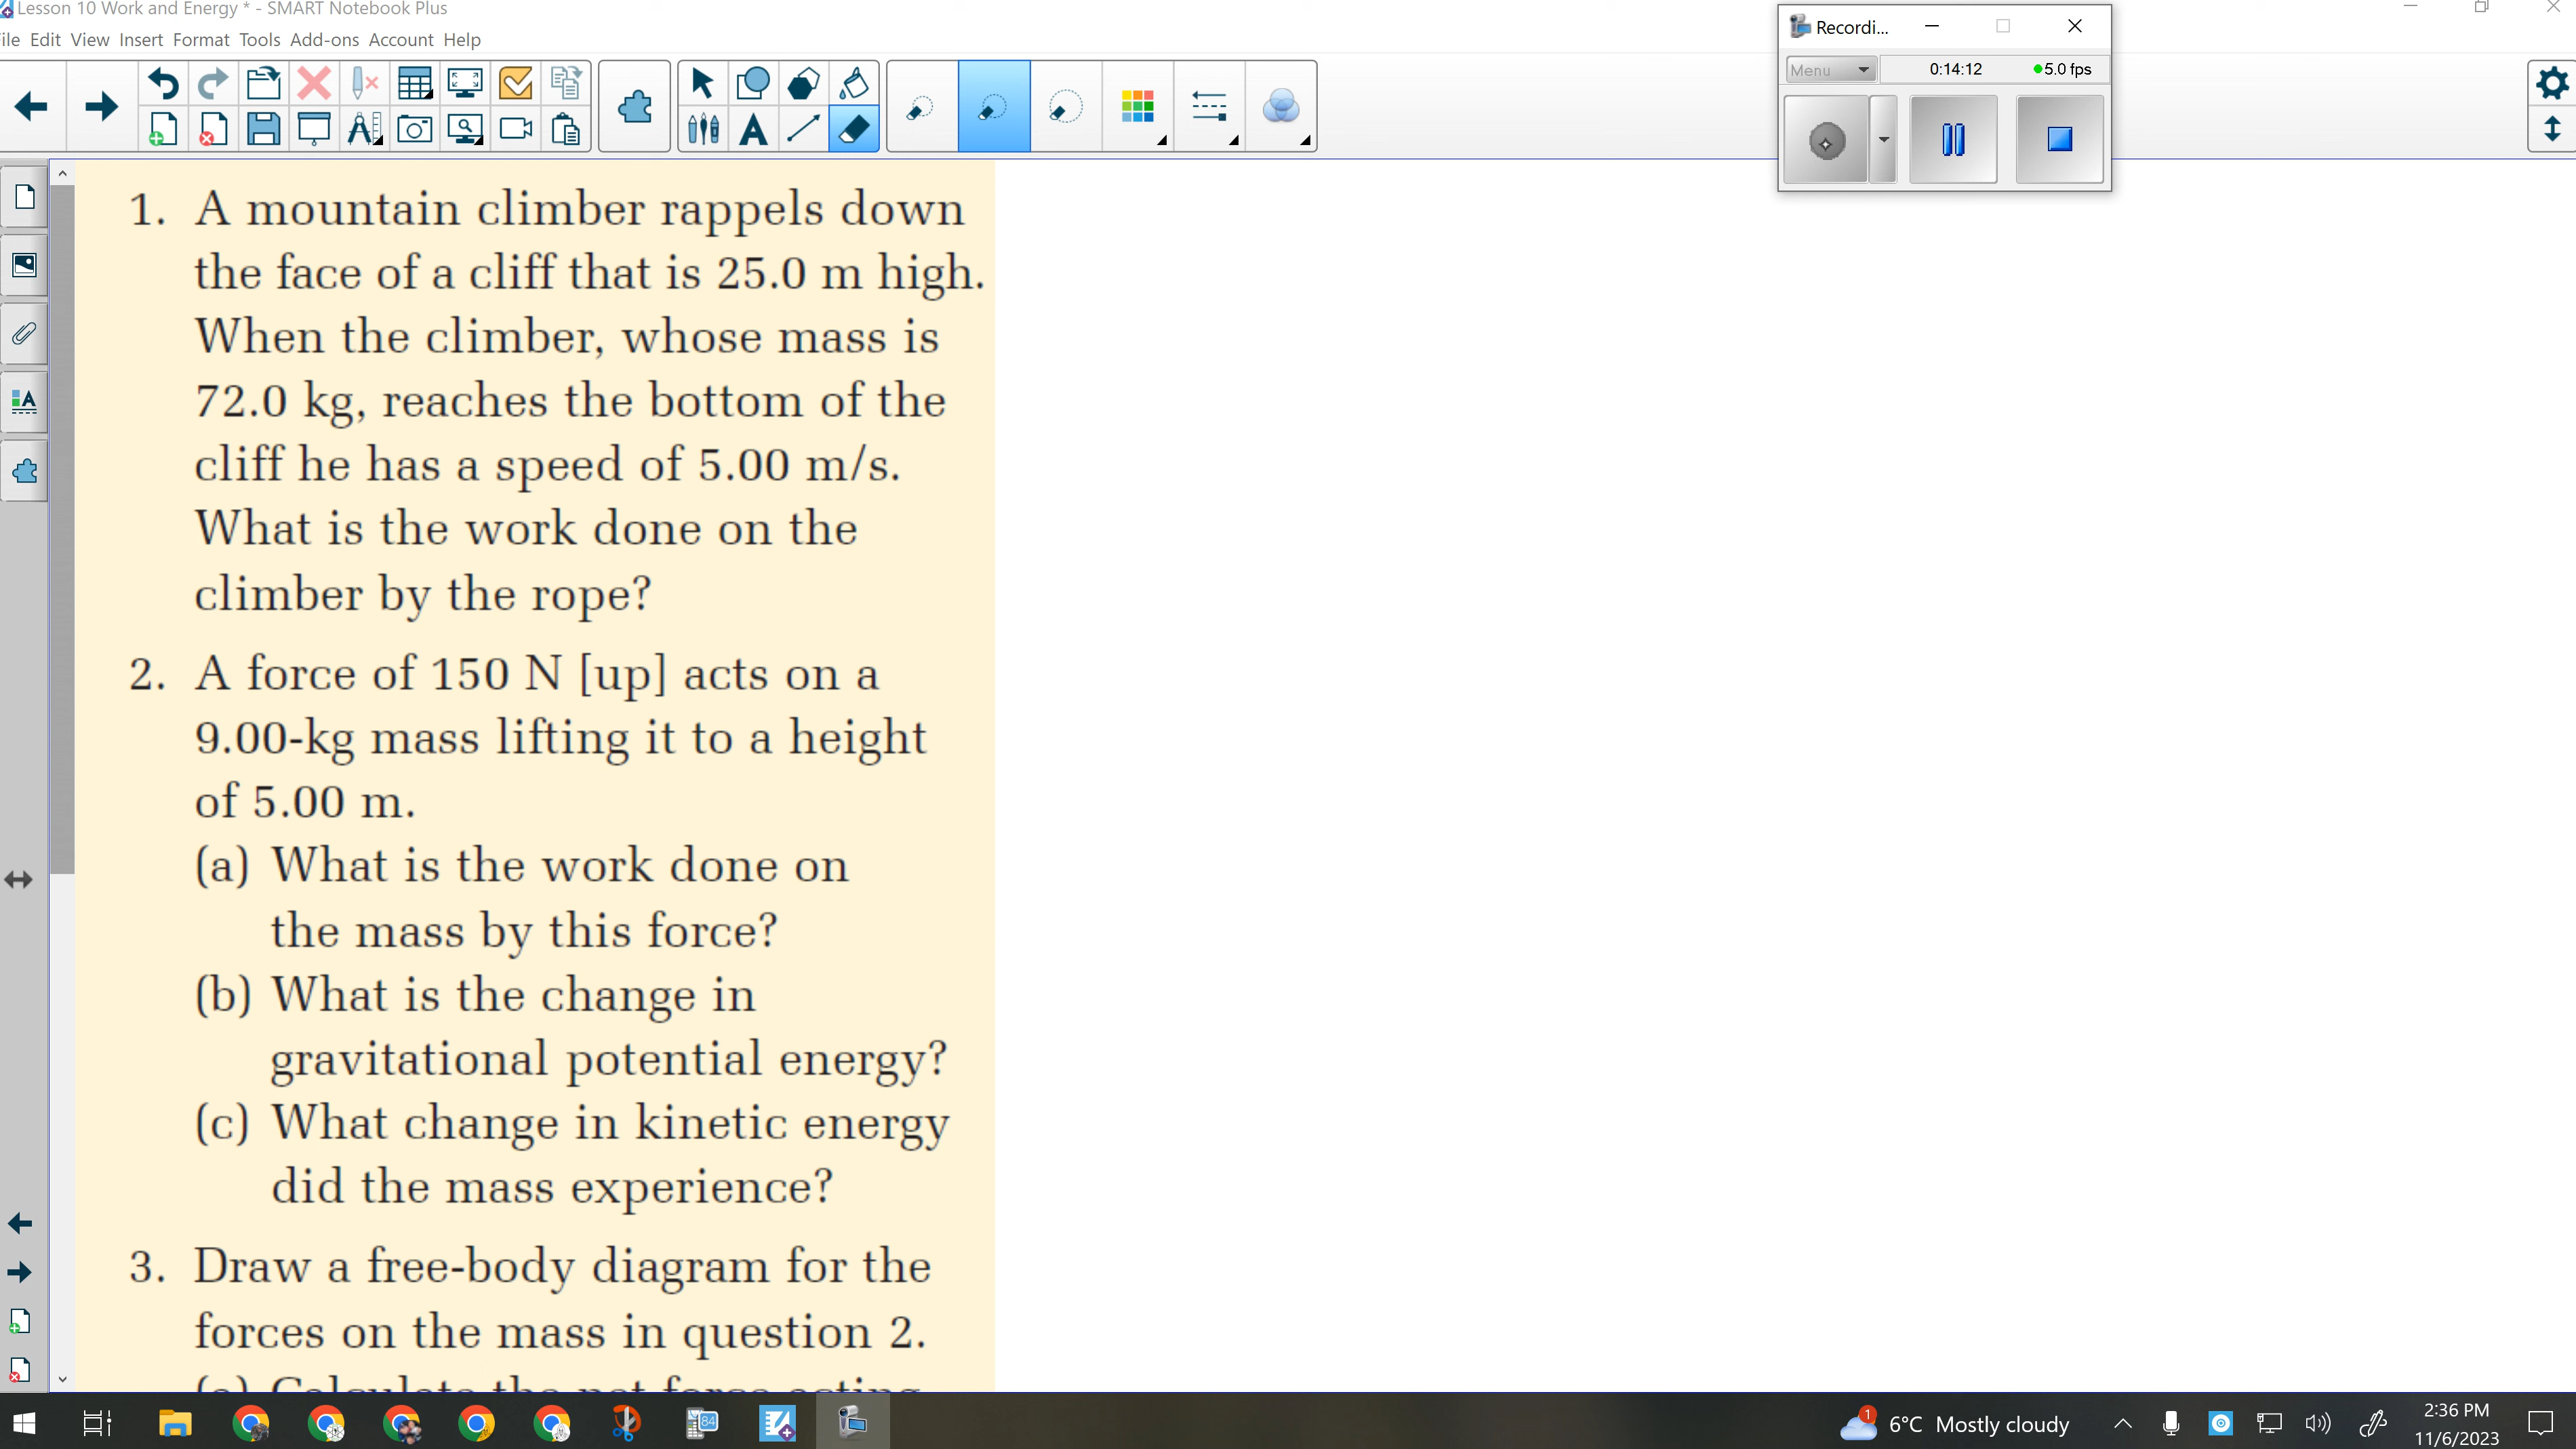 Lesson 10 Work and Energy * - SMART Notebook Plus
ile Edit View Insert Format Tools Add-ons Account Help
Recordi...
Menu 0:14:12 5.0 fps
1. A mountain climber rappels down
the face of a cliff that is 25.0 m high.
When the climber, whose mass is
72.0 kg, reaches the bottom of the
cliff he has a speed of 5.00 m/s.
What is the work done on the
climber by the rope?
2. A force of 150 N [up] acts on a
9.00-kg mass lifting it to a height
of 5.00 m.
(a) What is the work done on
the mass by this force?
(b) What is the change in
gravitational potential energy?
(c) What change in kinetic energy
did the mass experience?
3. Draw a free-body diagram for the
forces on the mass in question 2.
(a) Calculate the net force acting
84
1
6°C Mostly cloudy
2:36 PM
11/6/2023